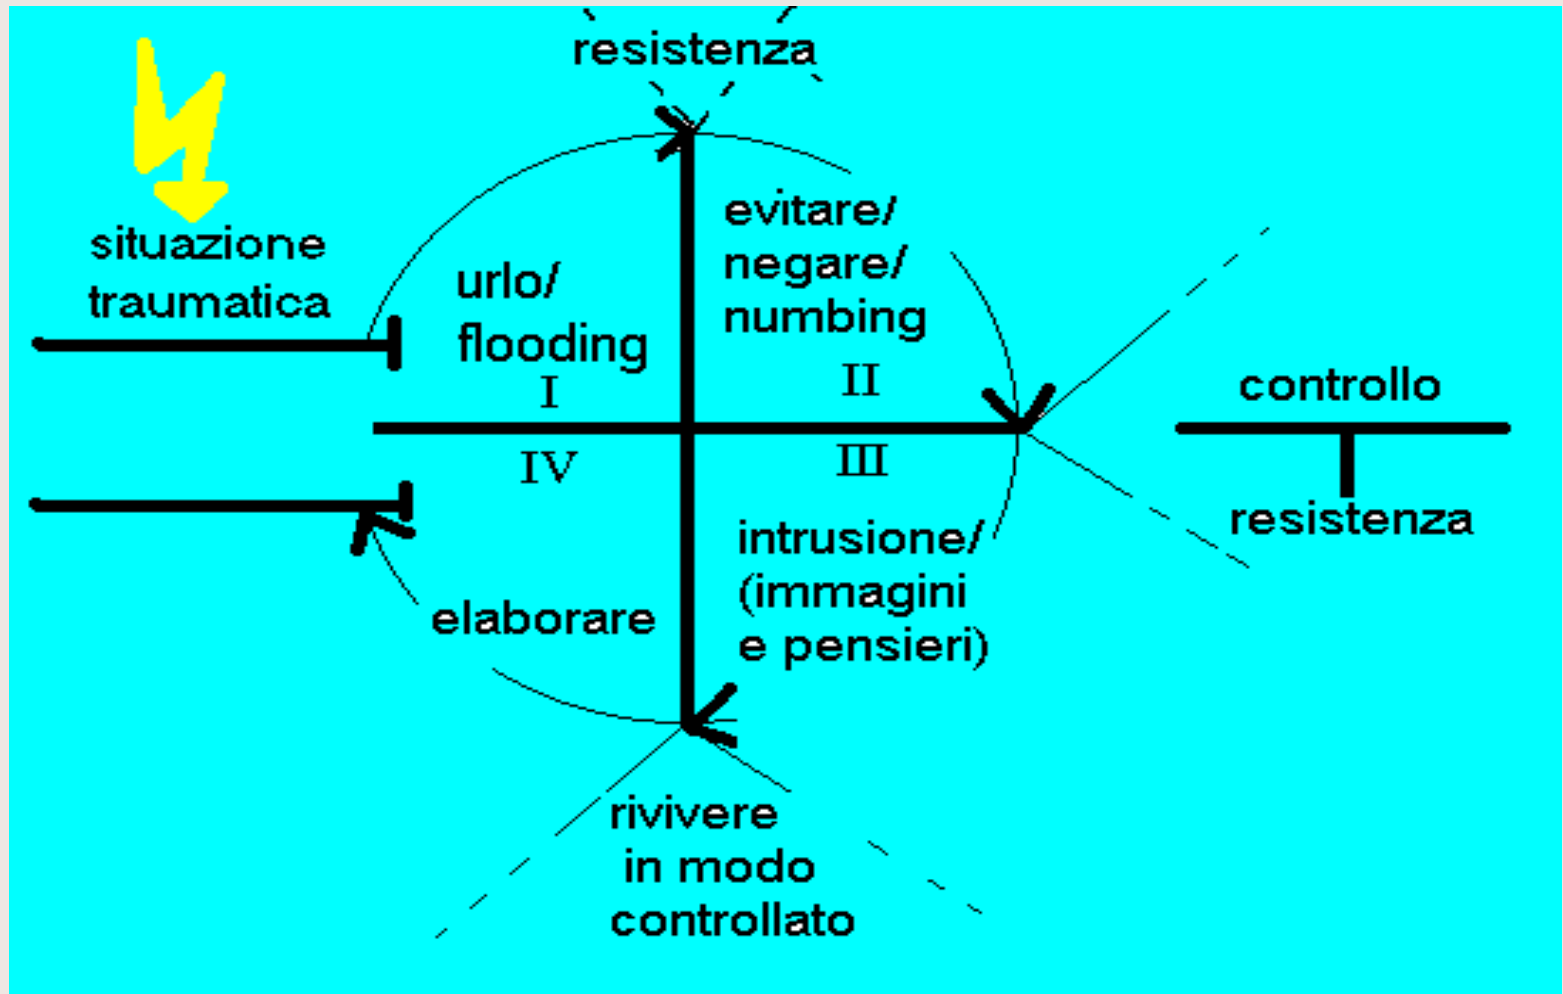 resistenza
situazione
traumatica
urlo/
flooding
I
evitare/
negare/
numbing
II
controllo
resistenza
IV
III
intrusione/
(immagini
e pensieri)
elaborare
rivivere
in modo
controllato